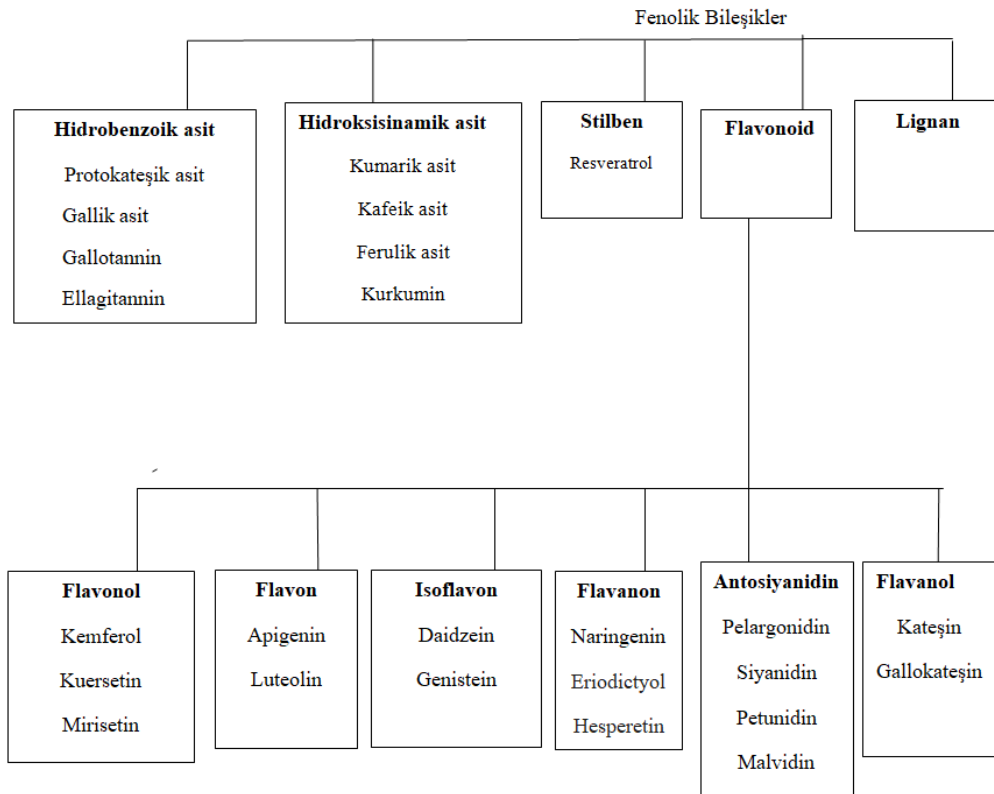 Fenolik Bileşikler
Hidrobenzoik asit
Protokateşik asit
Gallik asit
Gallotannin
Ellagitannin
Hidroksisinamik asit
Kumarik asit
Kafeik asit
Ferulik asit
Kurkumin
Stilben
Resveratrol
Flavonoid
Lignan
Flavonol
Kemferol
Kuersetin
Mirisetin
Flavon
Apigenin
Luteolin
Isoflavon
Daidzein
Genistein
Flavanon
Naringenin
Eriodictyol
Hesperetin
Antosiyanidin
Pelargonidin
Siyanidin
Petunidin
Malvidin
Flavanol
Kateşin
Gallokateşin